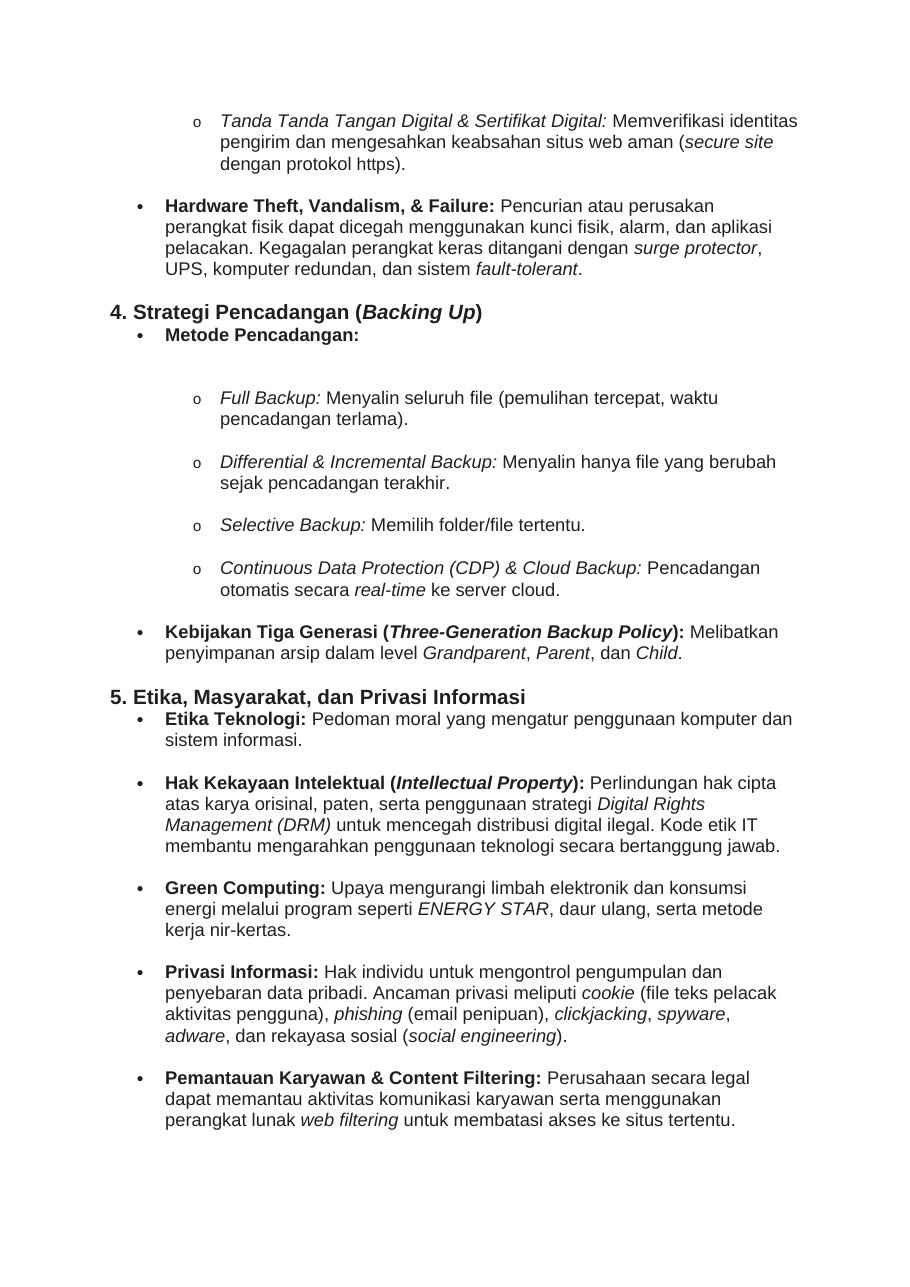 o Tanda Tanda Tangan Digital & Sertifikat Digital: Memverifikasi identitas
pengirim dan mengesahkan keabsahan situs web aman (secure site
dengan protokol https).
• Hardware Theft, Vandalism, & Failure: Pencurian atau perusakan
perangkat fisik dapat dicegah menggunakan kunci fisik, alarm, dan aplikasi
pelacakan. Kegagalan perangkat keras ditangani dengan surge protector,
UPS, komputer redundan, dan sistem fault-tolerant.
4. Strategi Pencadangan (Backing Up)
• Metode Pencadangan:
o Full Backup: Menyalin seluruh file (pemulihan tercepat, waktu
pencadangan terlama).
o Differential & Incremental Backup: Menyalin hanya file yang berubah
sejak pencadangan terakhir.
o Selective Backup: Memilih folder/file tertentu.
o Continuous Data Protection (CDP) & Cloud Backup: Pencadangan
otomatis secara real-time ke server cloud.
• Kebijakan Tiga Generasi (Three-Generation Backup Policy): Melibatkan
penyimpanan arsip dalam level Grandparent, Parent, dan Child.
5. Etika, Masyarakat, dan Privasi Informasi
• Etika Teknologi: Pedoman moral yang mengatur penggunaan komputer dan
sistem informasi.
• Hak Kekayaan Intelektual (Intellectual Property): Perlindungan hak cipta
atas karya orisinal, paten, serta penggunaan strategi Digital Rights
Management (DRM) untuk mencegah distribusi digital ilegal. Kode etik IT
membantu mengarahkan penggunaan teknologi secara bertanggung jawab.
• Green Computing: Upaya mengurangi limbah elektronik dan konsumsi
energi melalui program seperti ENERGY STAR, daur ulang, serta metode
kerja nir-kertas.
• Privasi Informasi: Hak individu untuk mengontrol pengumpulan dan
penyebaran data pribadi. Ancaman privasi meliputi cookie (file teks pelacak
aktivitas pengguna), phishing (email penipuan), clickjacking, spyware,
adware, dan rekayasa sosial (social engineering).
• Pemantauan Karyawan & Content Filtering: Perusahaan secara legal
dapat memantau aktivitas komunikasi karyawan serta menggunakan
perangkat lunak web filtering untuk membatasi akses ke situs tertentu.